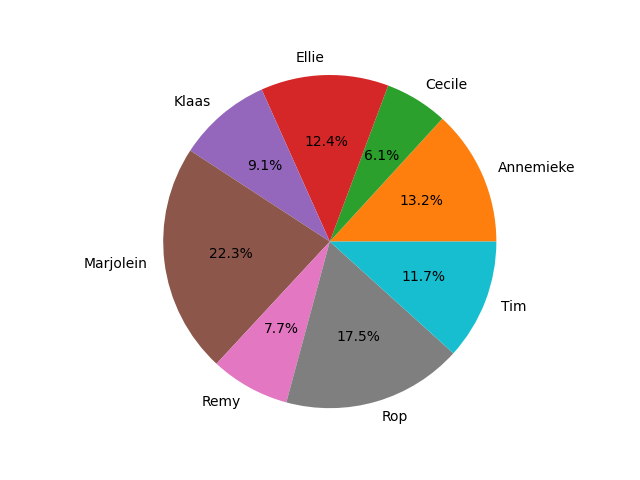 Ellie
Cecile
Klaas
12.4%
6.1%
9.1%
Annemieke
13.2%
22.3%
Marjolein
11.7%
Tim
7.7%
17.5%
Remy
Rop